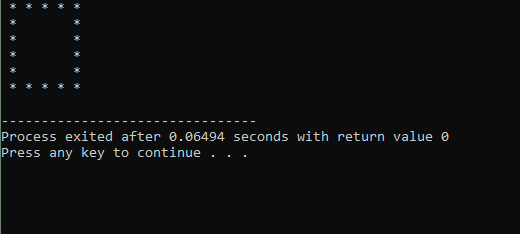 * * * * *
*       *
*       *
*       *
*       *
* * * * *
--------------------------------
Process exited after 0.06494 seconds with return value 0
Press any key to continue . . .